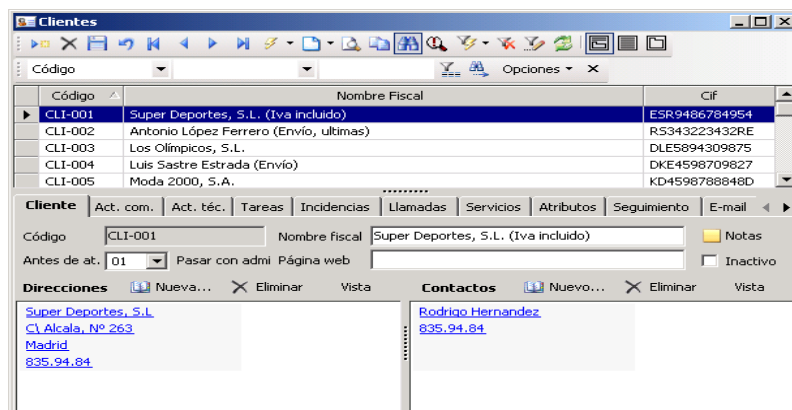 Clientes
Código Opciones
Código Nombre Fiscal Cif
CLI-001 Super Deportes, S.L. (Iva incluido) ESR9486784954
CLI-002 Antonio López Ferrero (Envío, ultimas) RS343223432RE
CLI-003 Los Olímpicos, S.L. DLE5894309875
CLI-004 Luis Sastre Estrada (Envío) DKE4598709827
CLI-005 Moda 2000, S.A. KD4598788848D
Cliente Act. com. Act. téc. Tareas Incidencias Llamadas Servicios Atributos Seguimiento E-mail
Código CLI-001 Nombre fiscal Super Deportes, S.L. (Iva incluido) Notas
Antes de at. 01 Pasar con admi Página web Inactivo
Direcciones Nueva... Eliminar Vista Contactos Nuevo... Eliminar Vista
Super Deportes, S.L Rodrigo Hernandez
C\ Alcala, Nº 263 835.94.84
Madrid
835.94.84